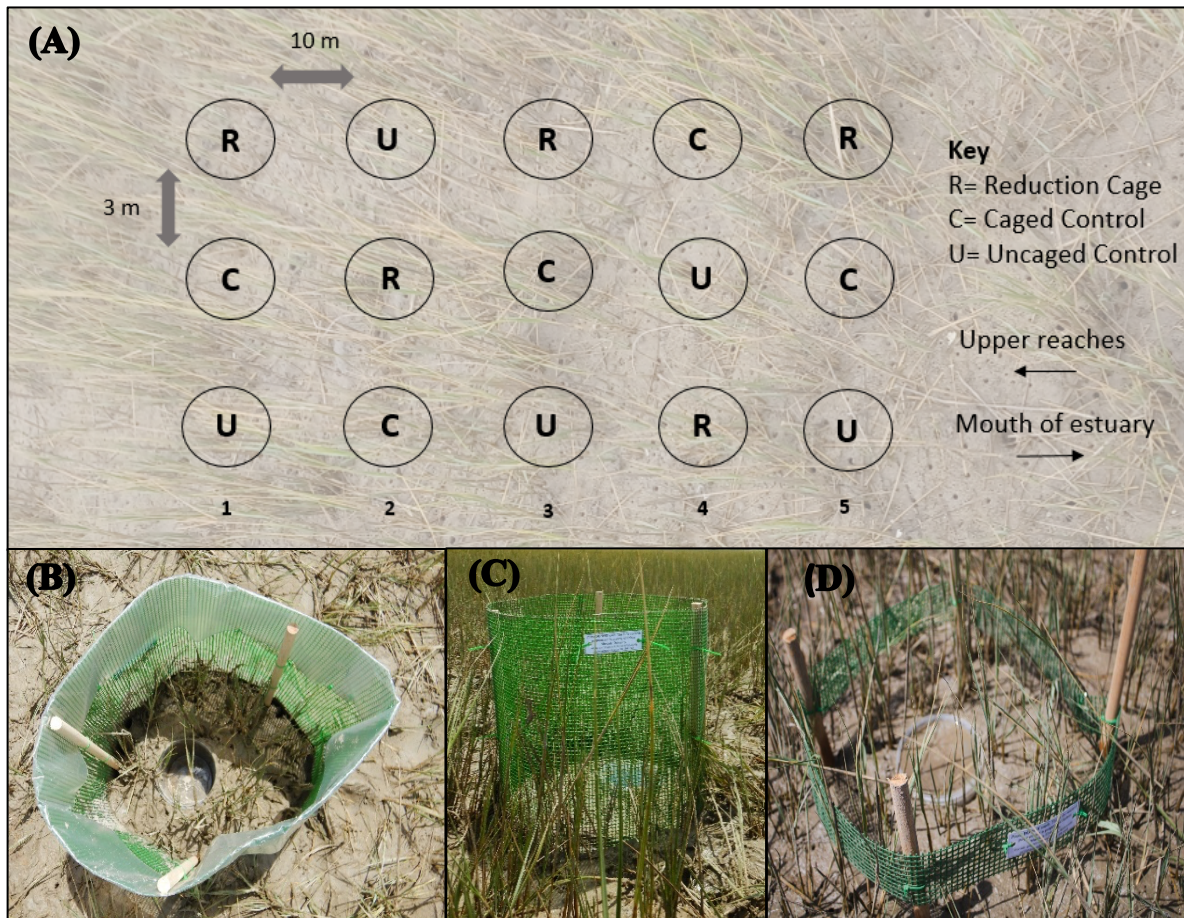 (A)
10 m
R U R C R
3 m
C R C U C
U C U R U
1 2 3 4 5
Key
R= Reduction Cage
C= Caged Control
U= Uncaged Control
Upper reaches
Mouth of estuary
(B)
(C)
(D)